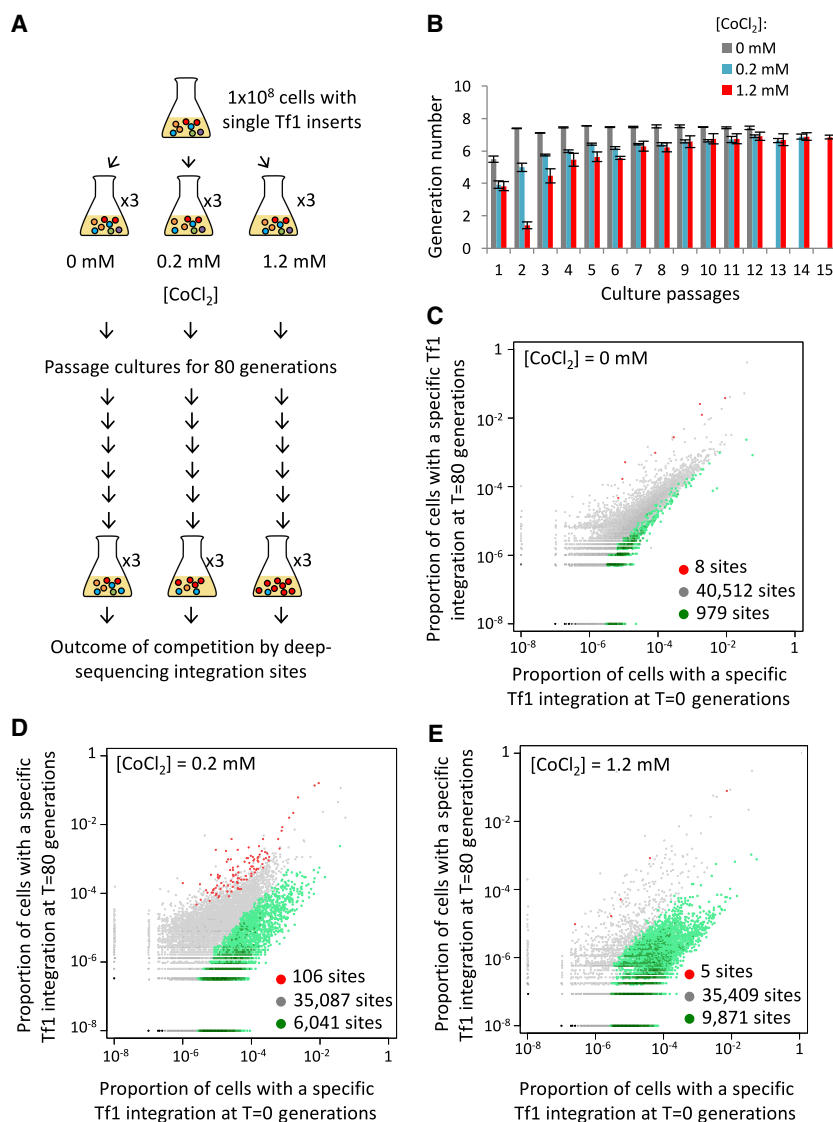 A
1x10⁸ cells with
single Tf1 inserts
x3
x3
x3
0 mM
0.2 mM
1.2 mM
[CoCl₂]
Passage cultures for 80 generations
x3
x3
x3
Outcome of competition by deep-
sequencing integration sites
B
[CoCl₂]:
0 mM
0.2 mM
1.2 mM
Generation number
10
8
6
4
2
0
1 2 3 4 5 6 7 8 9 10 11 12 13 14 15
Culture passages
C
[CoCl₂] = 0 mM
Proportion of cells with a specific Tf1
integration at T=80 generations
1
10⁻²
10⁻⁴
10⁻⁶
10⁻⁸
8 sites
40,512 sites
979 sites
10⁻⁸ 10⁻⁶ 10⁻⁴ 10⁻² 1
Proportion of cells with a specific
Tf1 integration at T=0 generations
D
[CoCl₂] = 0.2 mM
Proportion of cells with a specific
Tf1 integration at T=80 generations
1
10⁻²
10⁻⁴
10⁻⁶
10⁻⁸
106 sites
35,087 sites
6,041 sites
10⁻⁸ 10⁻⁶ 10⁻⁴ 10⁻² 1
Proportion of cells with a specific
Tf1 integration at T=0 generations
E
[CoCl₂] = 1.2 mM
Proportion of cells with a specific
Tf1 integration at T=80 generations
1
10⁻²
10⁻⁴
10⁻⁶
10⁻⁸
5 sites
35,409 sites
9,871 sites
10⁻⁸ 10⁻⁶ 10⁻⁴ 10⁻² 1
Proportion of cells with a specific
Tf1 integration at T=0 generations